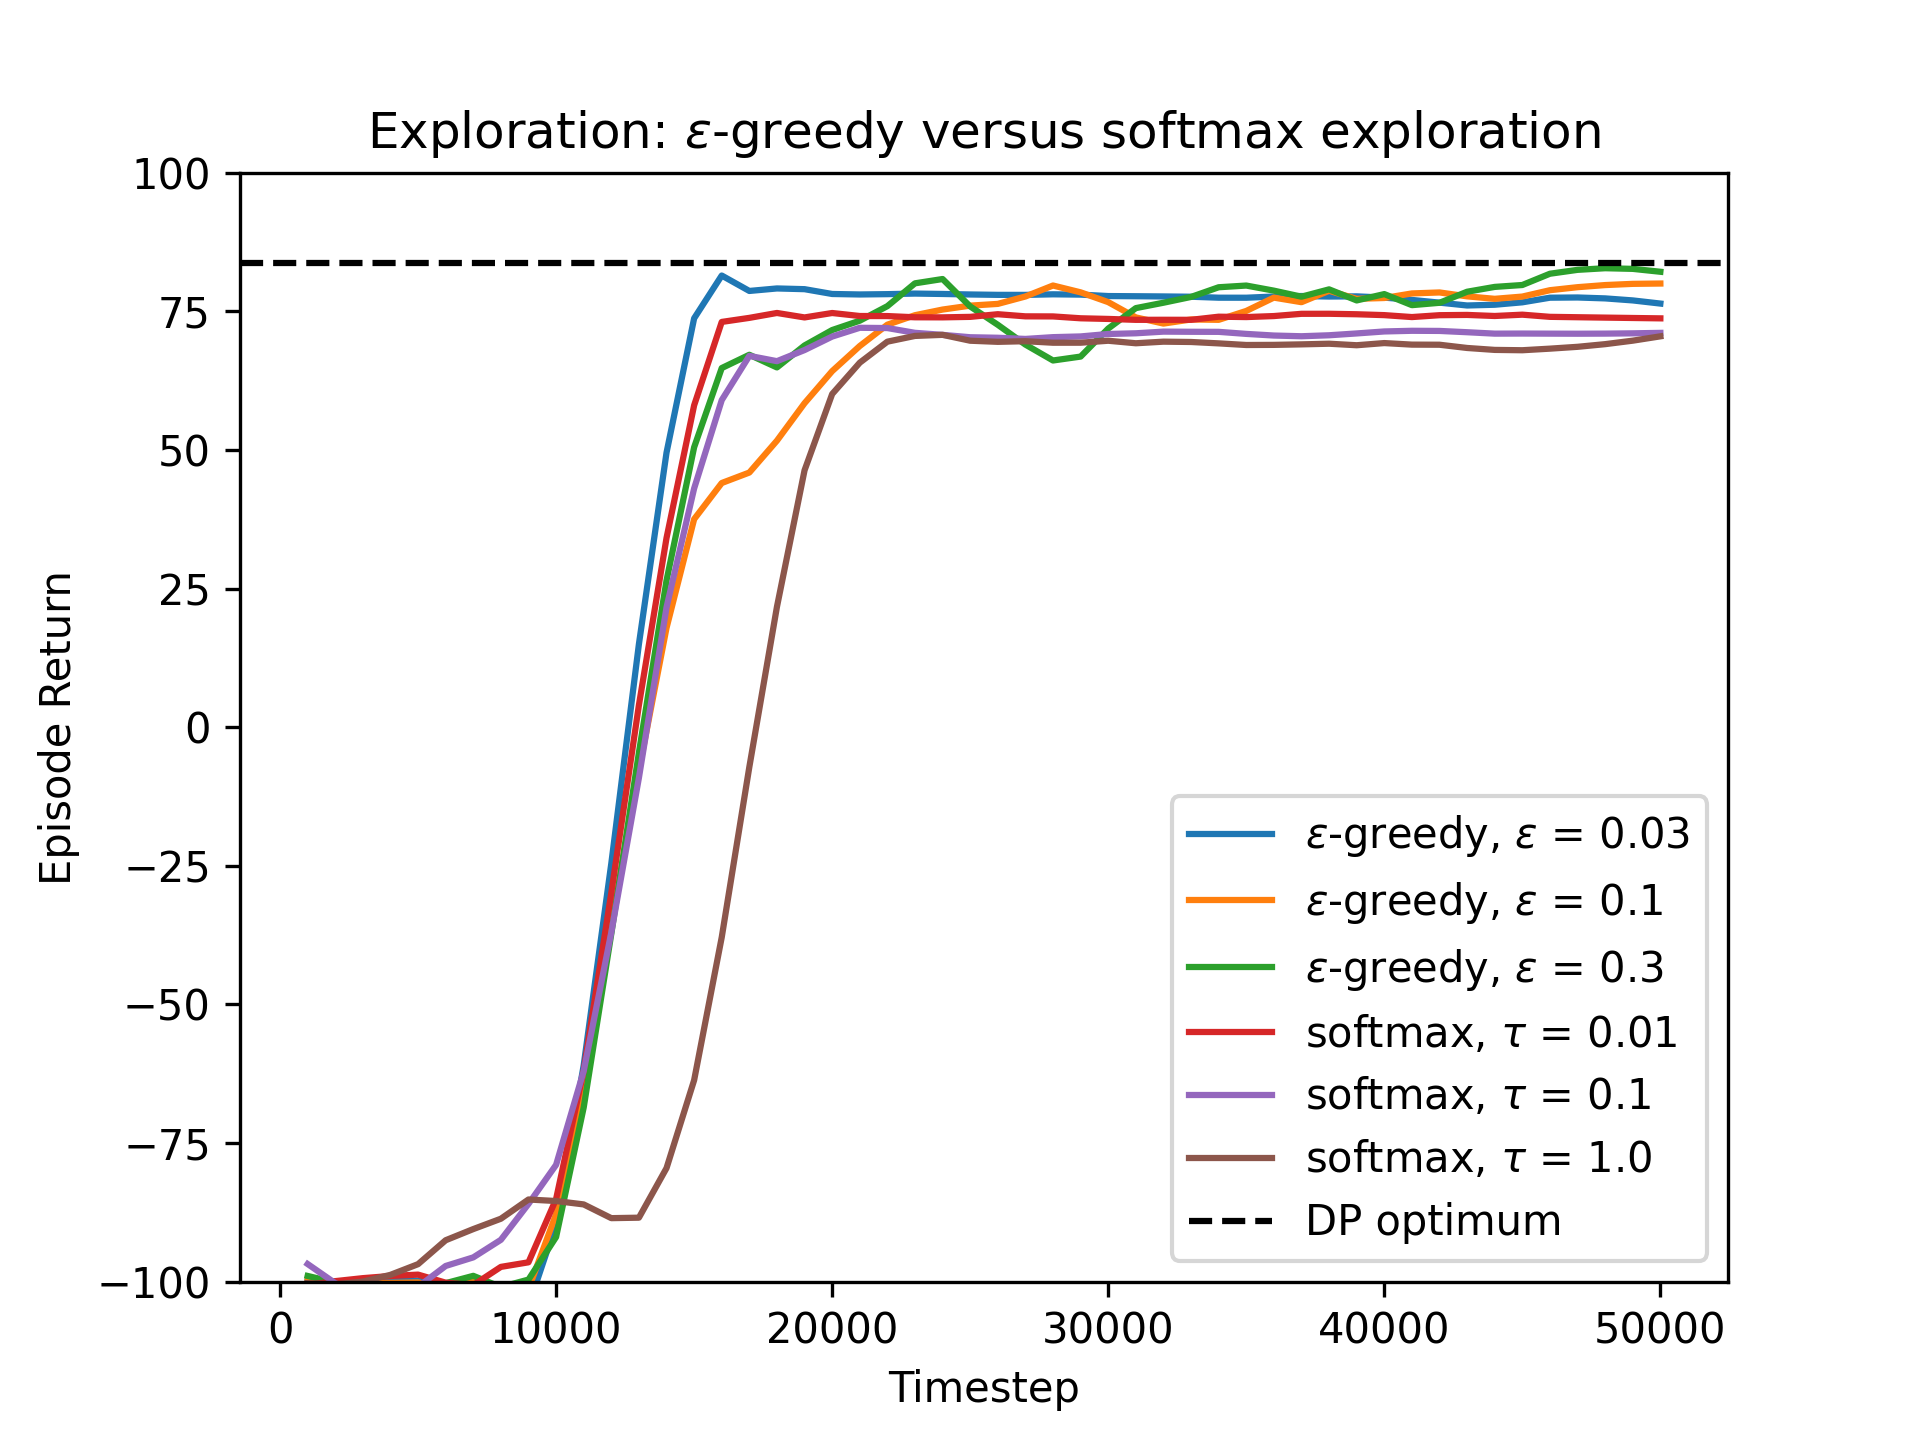 Exploration: ε-greedy versus softmax exploration
100
75
50
25
0
−25
−50
−75
−100
Episode Return
ε-greedy, ε = 0.03
ε-greedy, ε = 0.1
ε-greedy, ε = 0.3
softmax, τ = 0.01
softmax, τ = 0.1
softmax, τ = 1.0
DP optimum
0 10000 20000 30000 40000 50000
Timestep